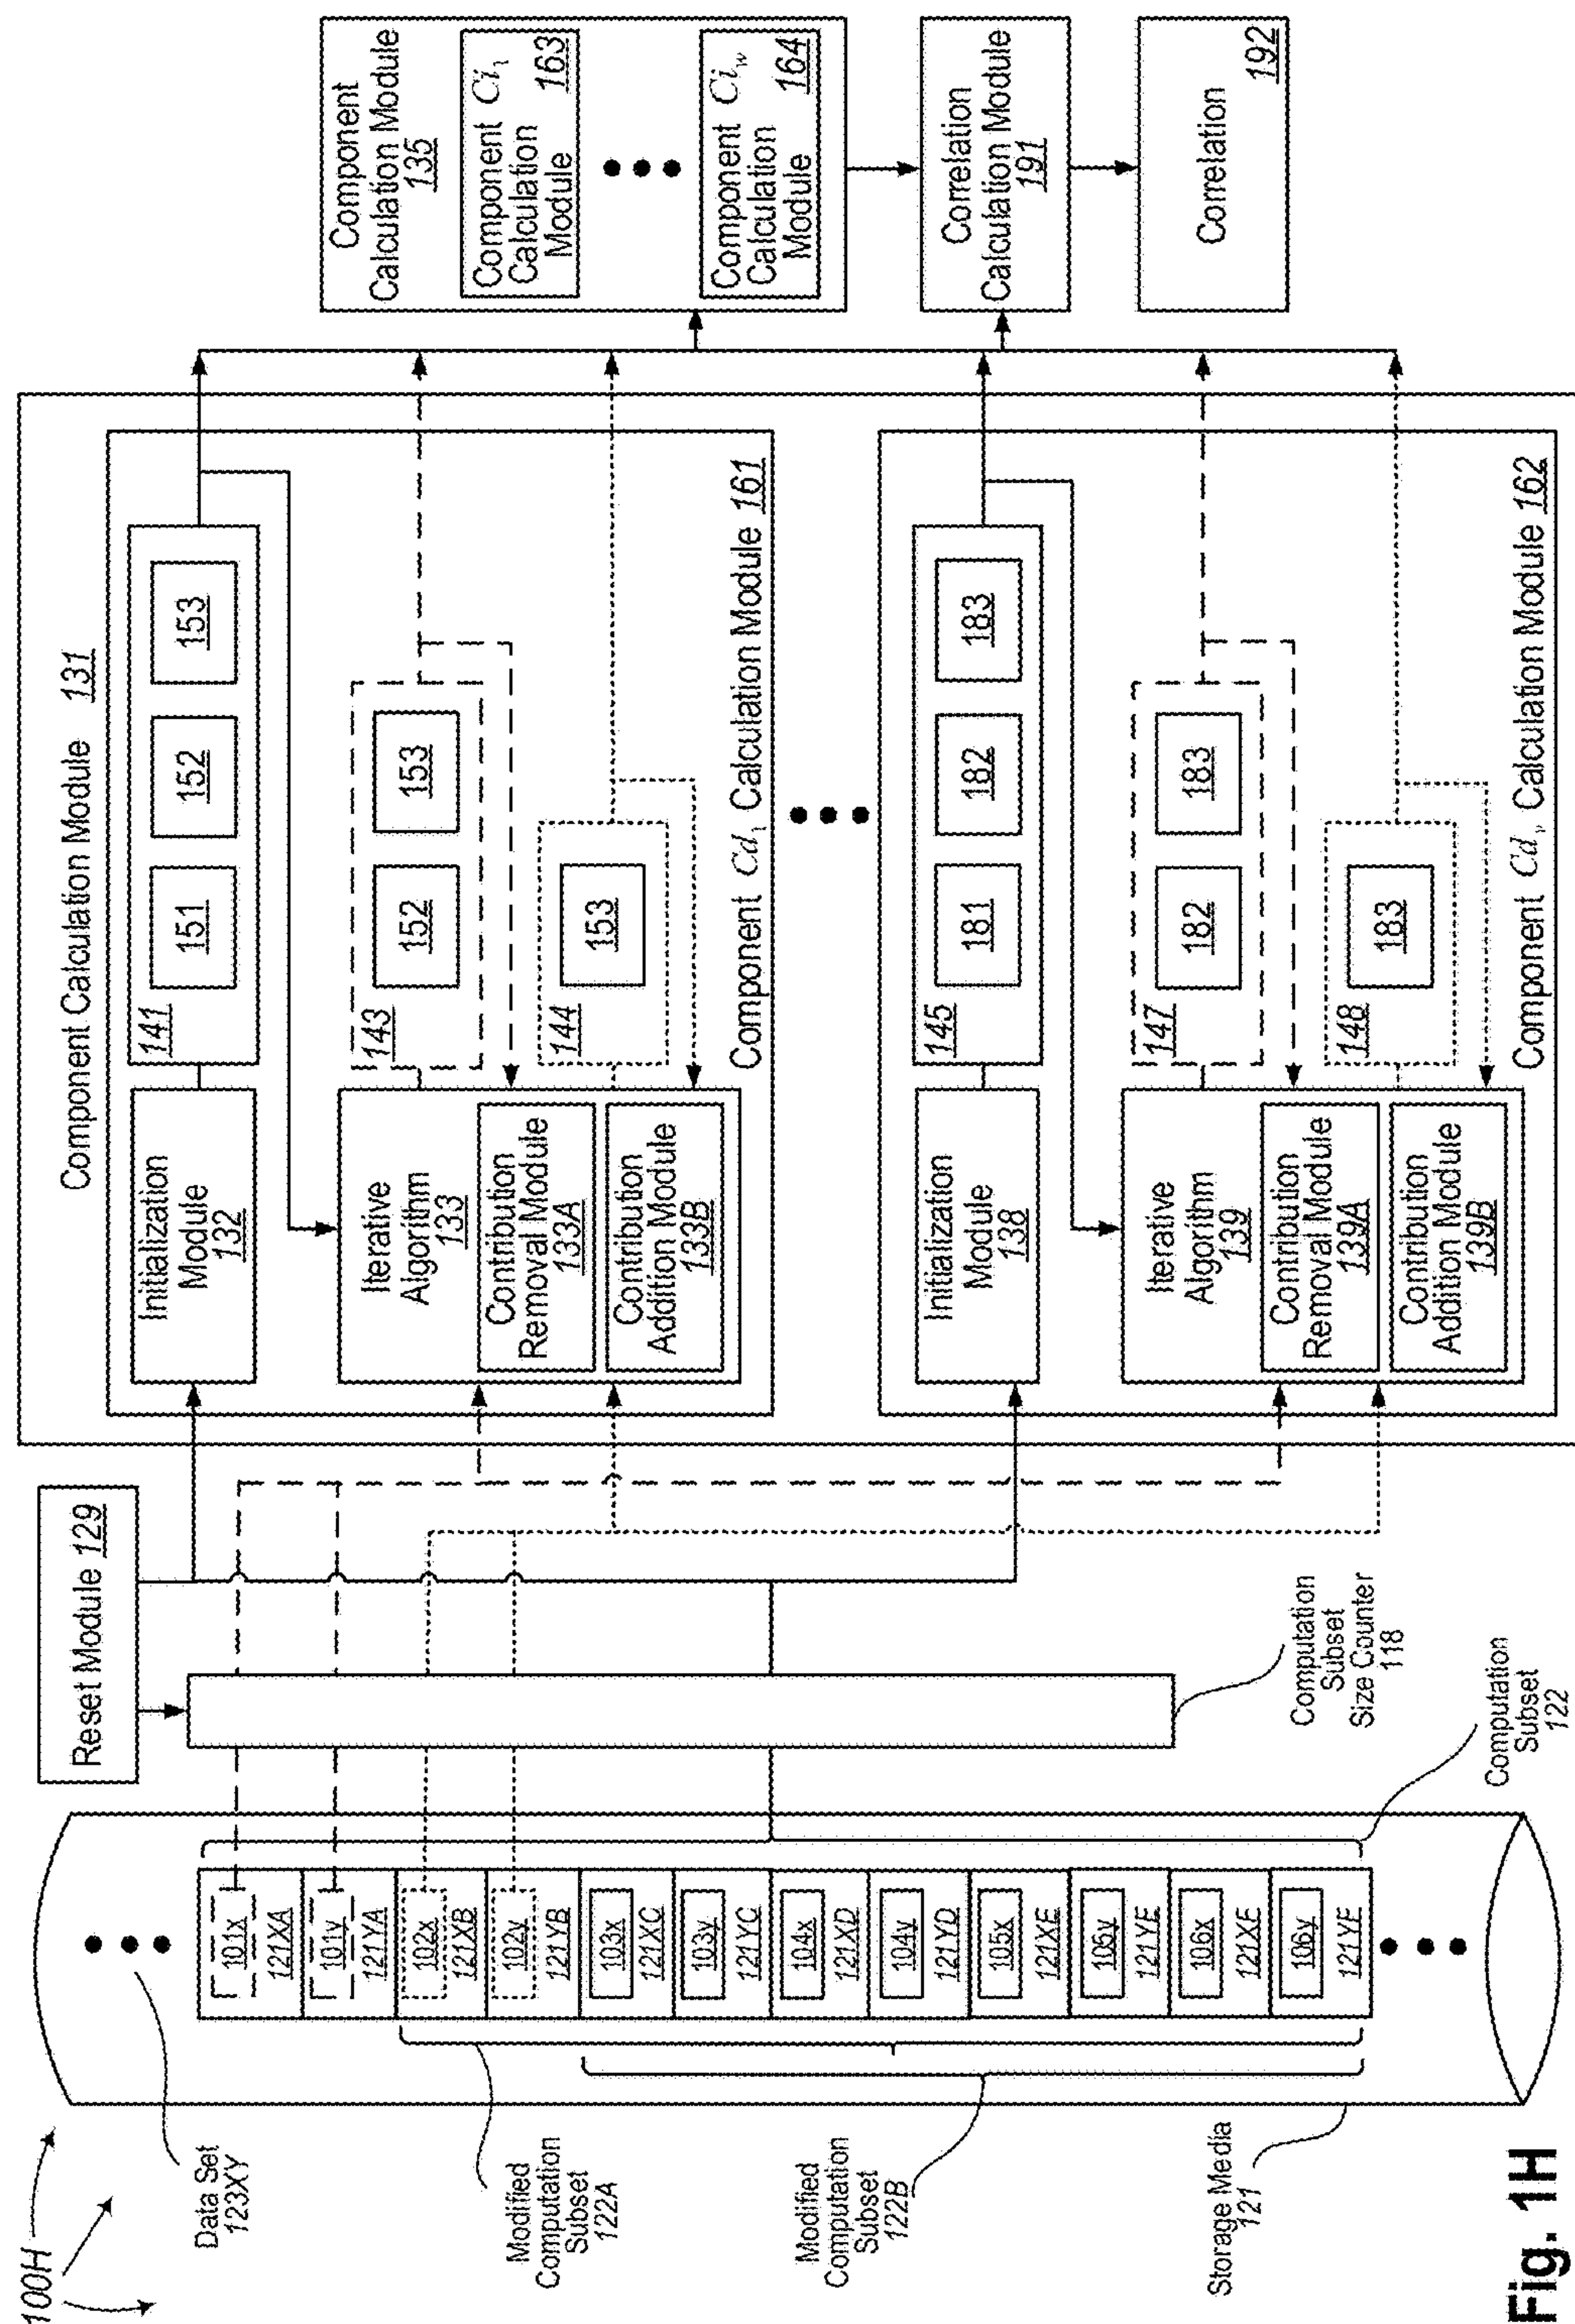 100H
Data Set
123XY
Modified
Computation
Subset
122A
Modified
Computation
Subset
122B
Storage Media
121
101x
121XA
101y
121YA
102x
121XB
102y
121YB
103x
121XC
103y
121YC
104x
121XD
104y
121YD
105x
121XE
105y
121YE
106x
121XF
106y
121YF
Computation
Subset
122
Reset Module 129
Computation
Subset
Size Counter
118
Component Calculation Module 131
Initialization
Module
132
141
151
152
153
Iterative
Algorithm
133
Contribution
Removal Module
133A
Contribution
Addition Module
133B
143
152
153
144
153
Component Cd₁ Calculation Module 161
Initialization
Module
138
145
181
182
183
Iterative
Algorithm
139
Contribution
Removal Module
139A
Contribution
Addition Module
139B
147
182
183
148
183
Component Cdᵥ Calculation Module 162
Component
Calculation Module
135
Component Ci₁
Calculation
Module 163
Component Ci_w
Calculation
Module 164
Correlation
Calculation Module
191
Correlation
192
Fig. 1H